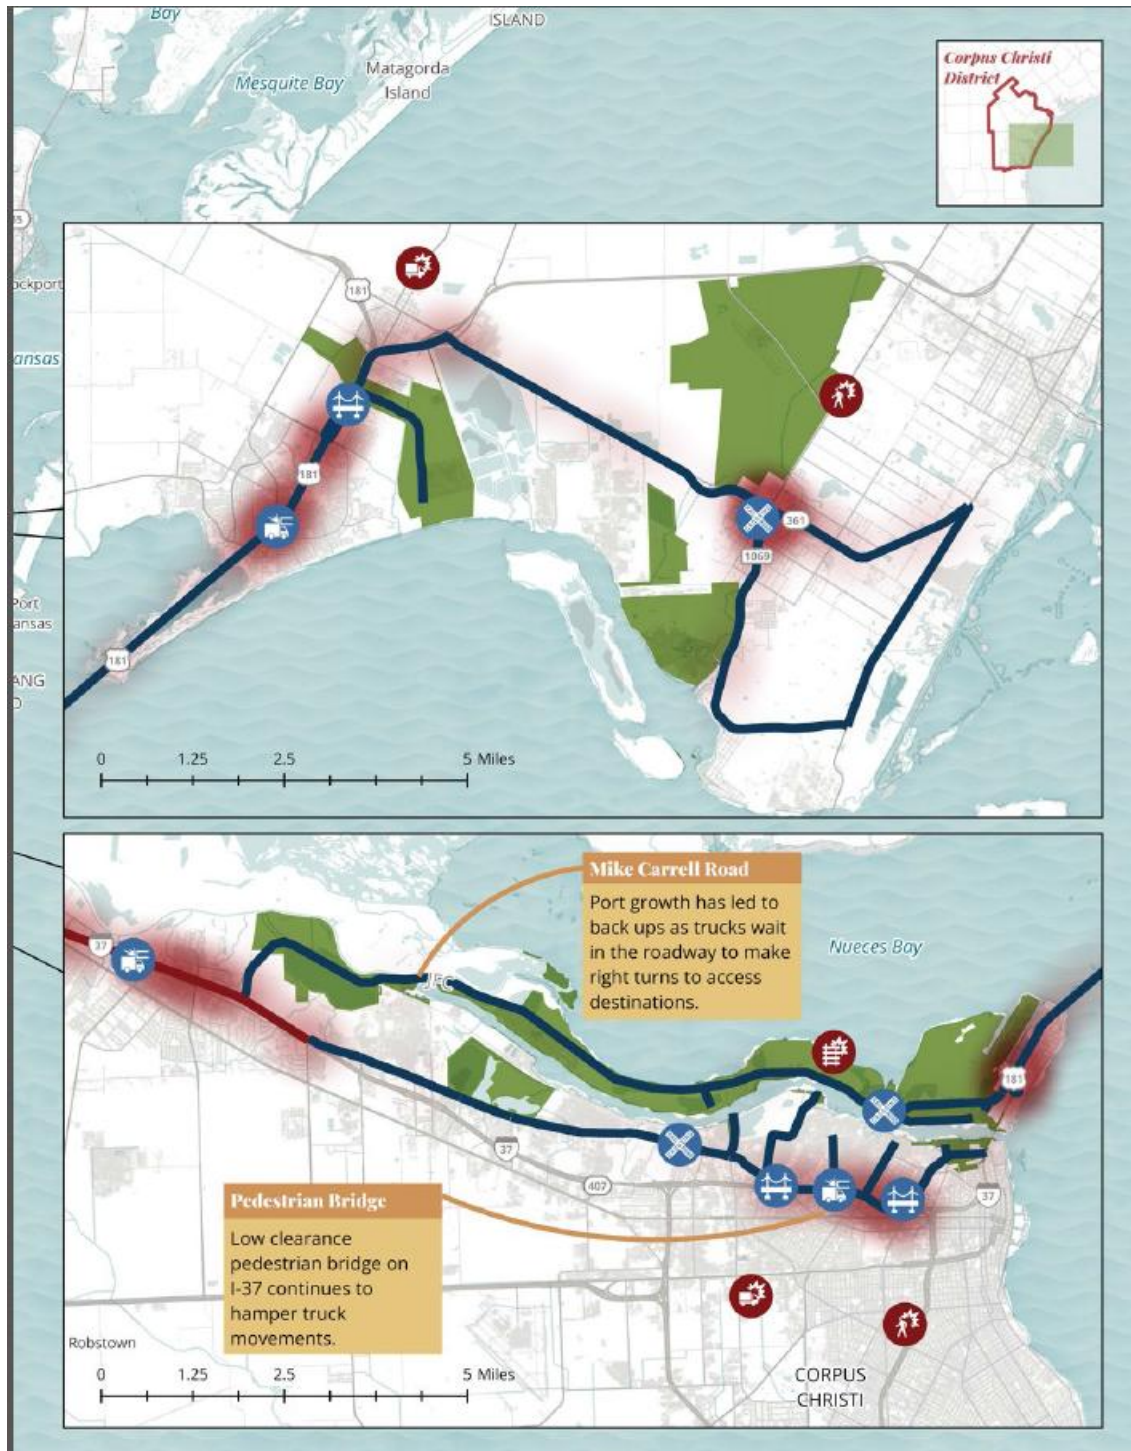 Bay
ISLAND
Mesquite Bay
Matagorda
Island
Corpus Christi
District
35
ockport
ansas
Port
ansas
ANG
181
181
181
361
1069
0 1.25 2.5 5 Miles
Mike Carrell Road
Port growth has led to
back ups as trucks wait
in the roadway to make
right turns to access
destinations.
Nueces Bay
37
JFC
181
37
407
37
Pedestrian Bridge
Low clearance
pedestrian bridge on
I-37 continues to
hamper truck
movements.
Robstown
0 1.25 2.5 5 Miles
CORPUS
CHRISTI